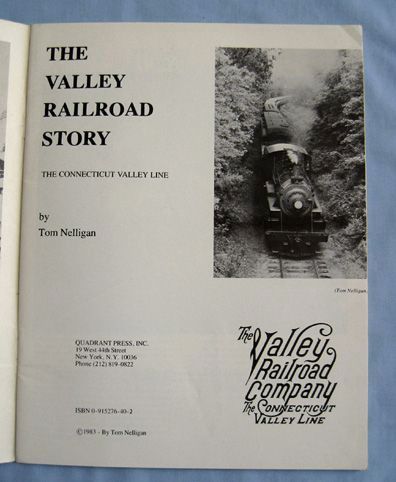 THE
VALLEY
RAILROAD
STORY
THE CONNECTICUT VALLEY LINE
by
Tom Nelligan
(Tom Nelligan
QUADRANT PRESS, INC.
19 West 44th Street
New York, N.Y. 10036
Phone (212) 819-0822
ISBN 0-915276-40-2
©1983 - By Tom Nelligan
The Valley
Railroad
Company
The CONNECTICUT
VALLEY LINE